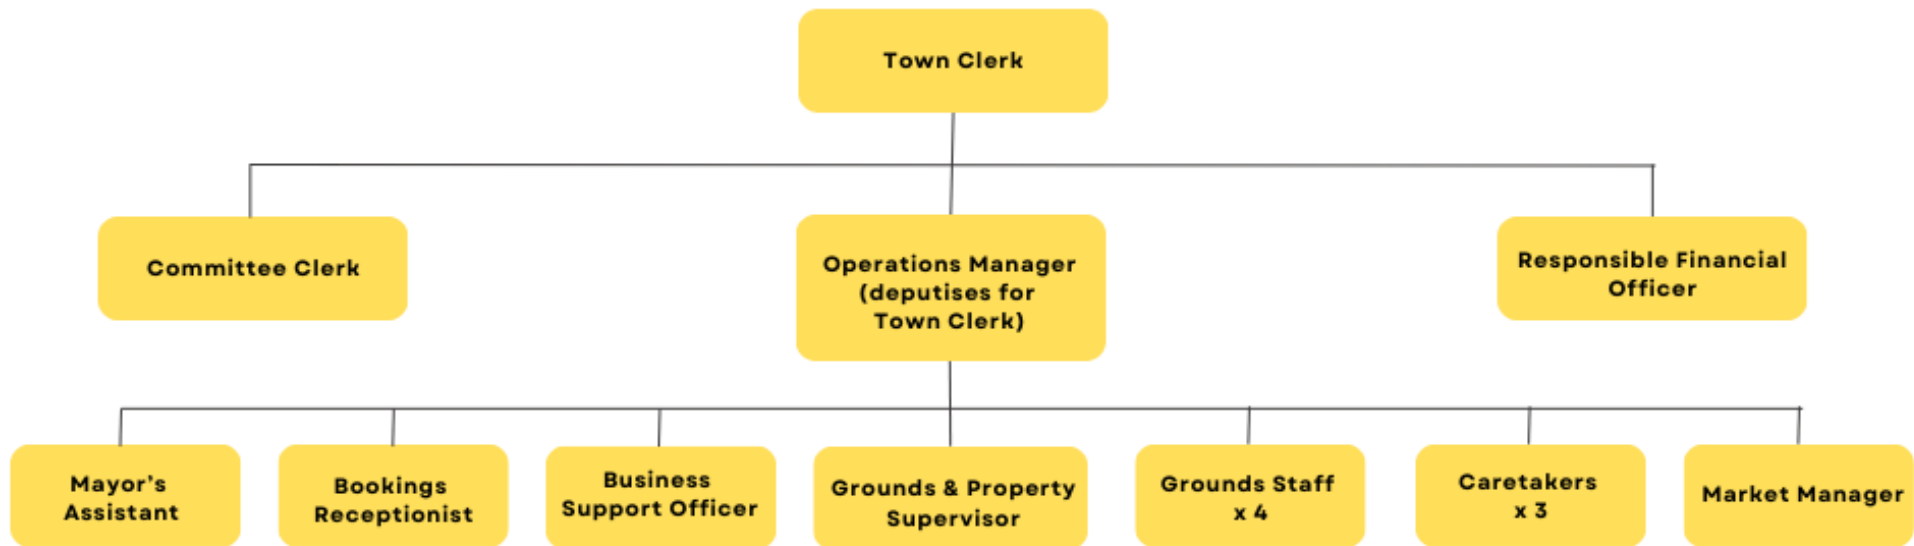 Town Clerk
Committee Clerk
Operations Manager
(deputises for
Town Clerk)
Responsible Financial
Officer
Mayor's
Assistant
Bookings
Receptionist
Business
Support Officer
Grounds & Property
Supervisor
Grounds Staff
x 4
Caretakers
x 3
Market Manager